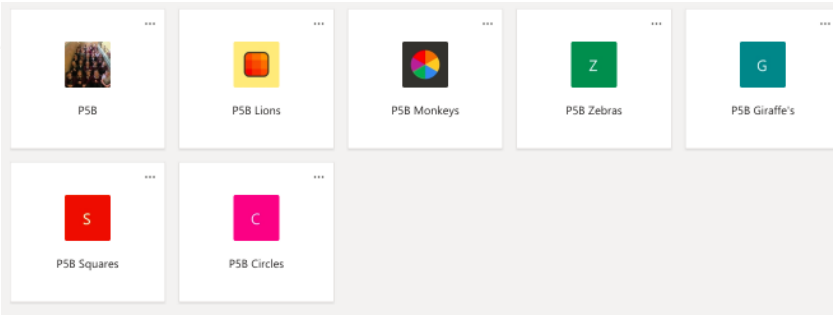 P5B
P5B Lions
P5B Monkeys
Z
P5B Zebras
G
P5B Giraffe's
S
P5B Squares
C
P5B Circles